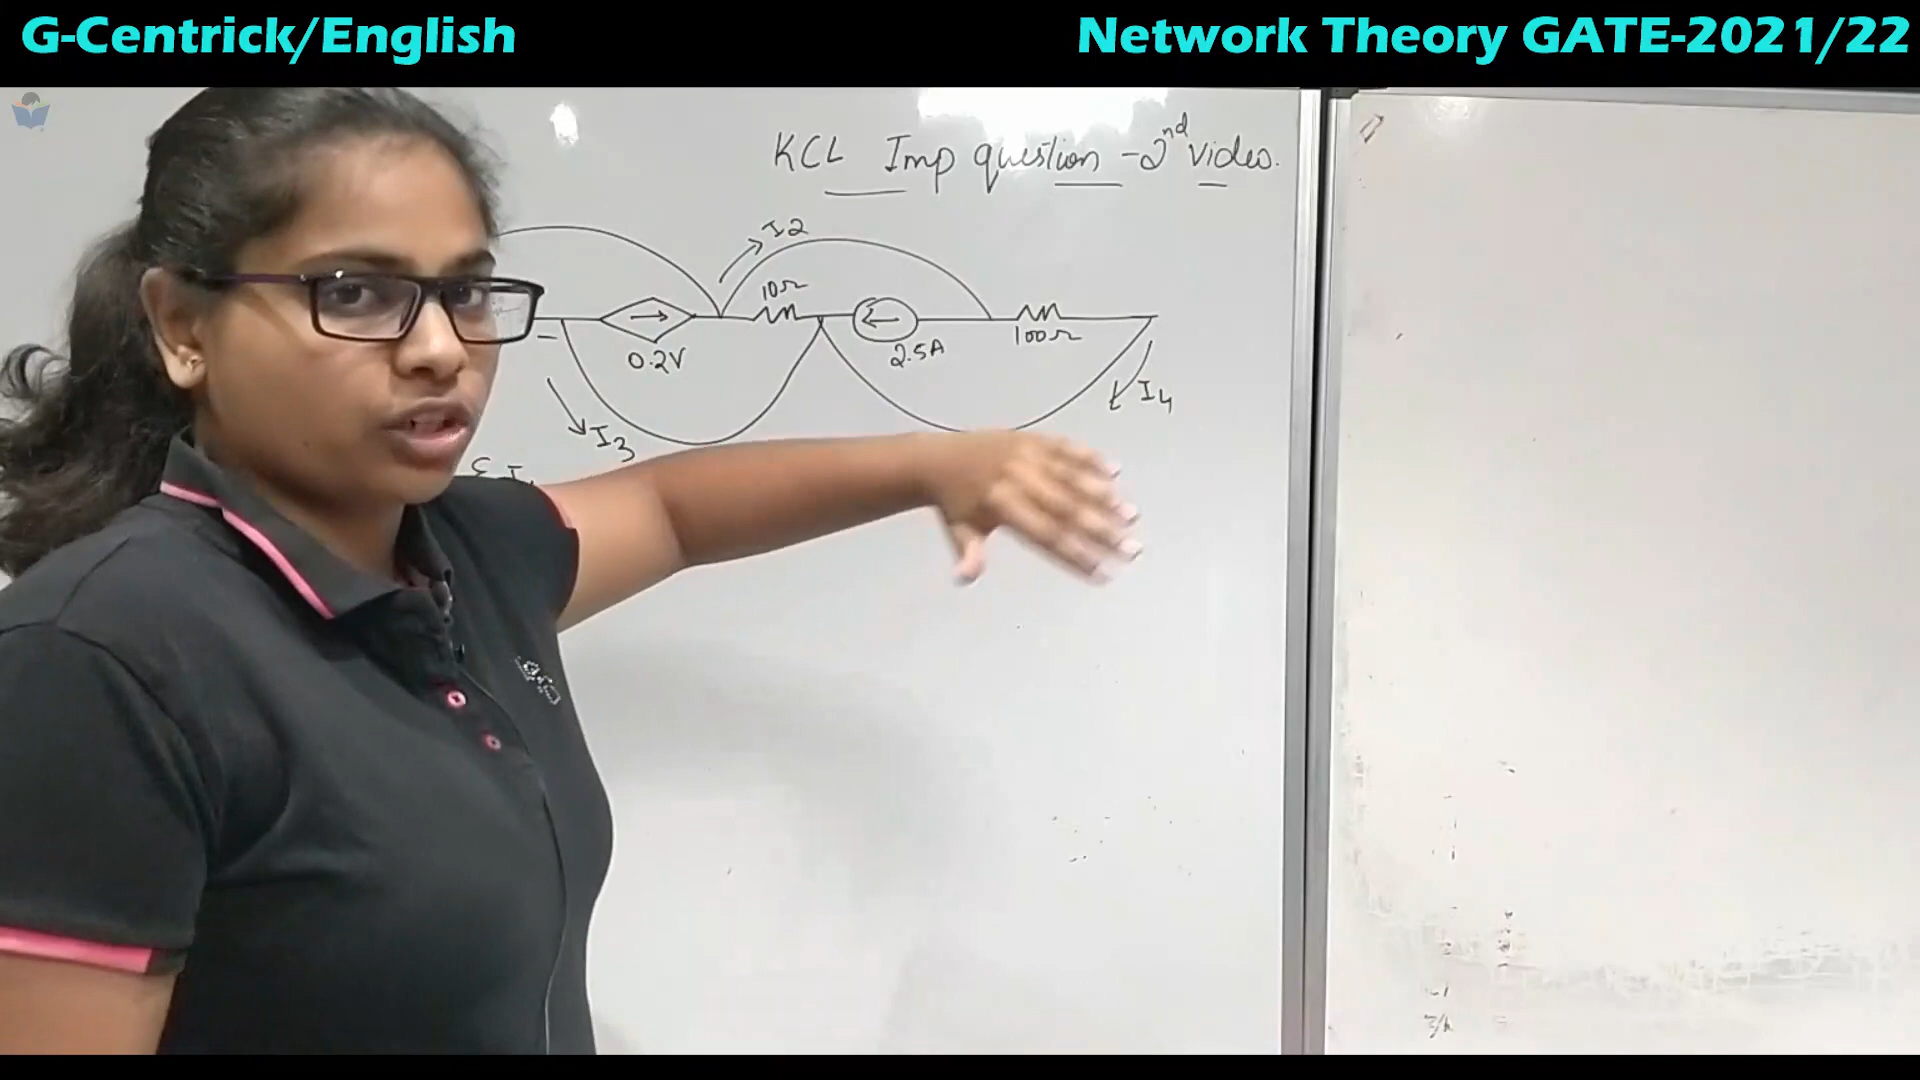 G-Centrick/English
Network Theory GATE-2021/22
KCL Imp question - 2nd video.
I2
10Ω
0.2V
2.5A
100Ω
I4
I3